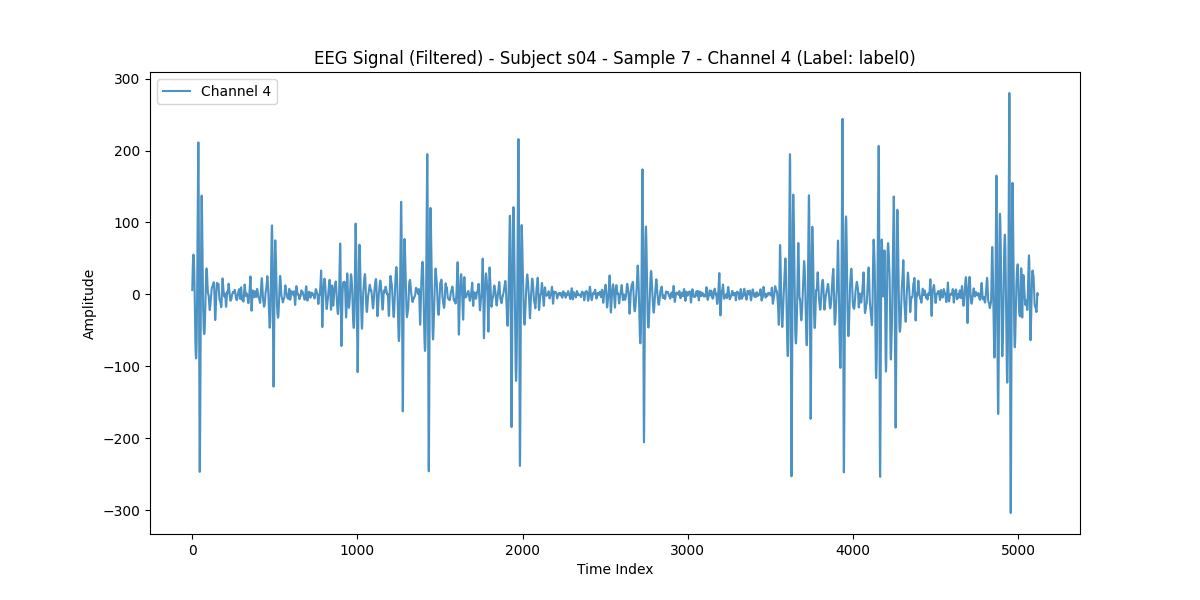 EEG Signal (Filtered) - Subject s04 - Sample 7 - Channel 4 (Label: label0)
Channel 4
300
200
100
0
−100
−200
−300
Amplitude
0 1000 2000 3000 4000 5000
Time Index